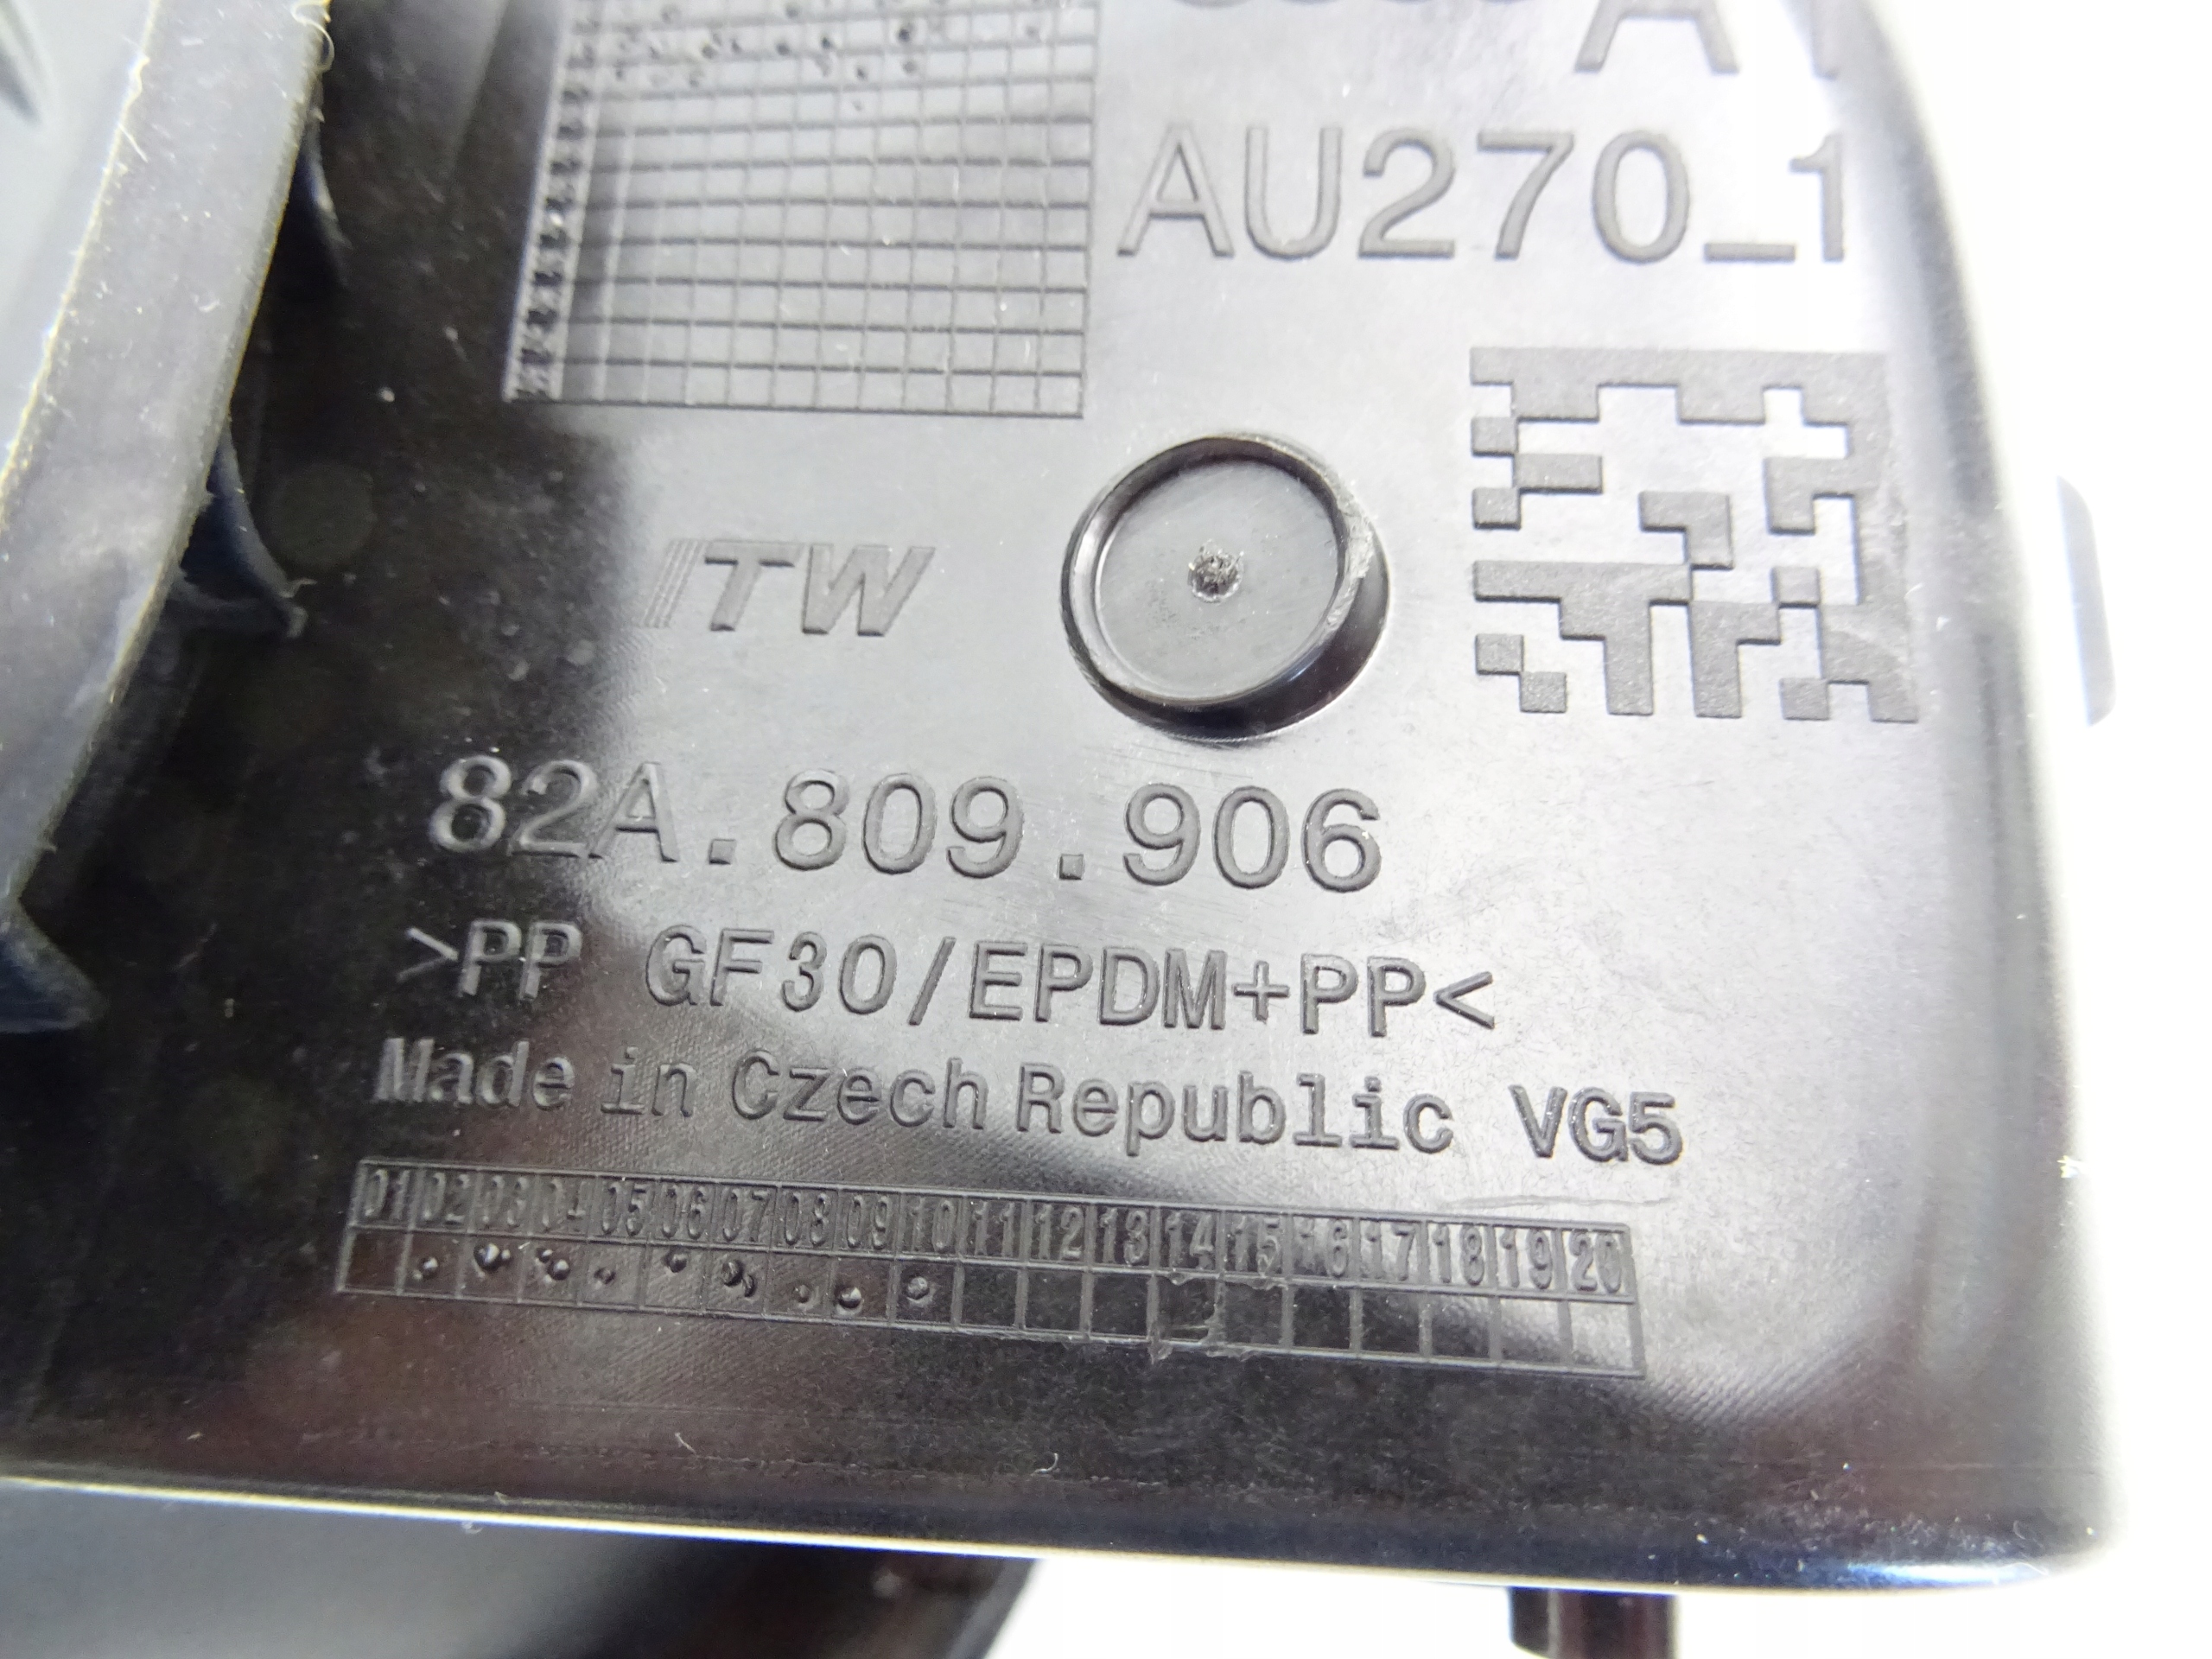 AU270_1
ITW
82A.809.906
>PP GF30/EPDM+PP<
Made in Czech Republic VG5
01 02 03 04 05 06 07 08 09 10 11 12 13 14 15 16 17 18 19 20